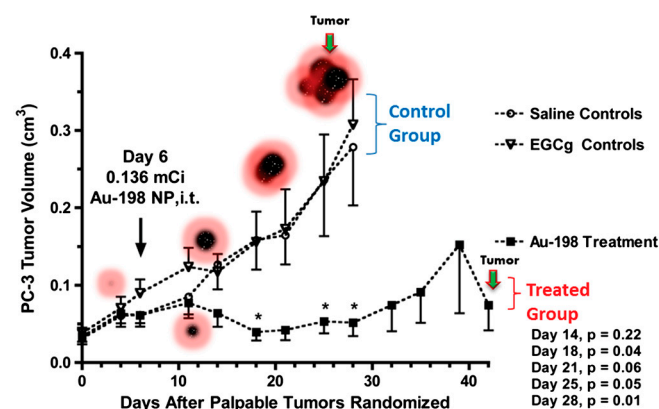 Tumor
PC-3 Tumor Volume (cm³)
0.4
0.3
0.2
0.1
0.0
Day 6
0.136 mCi
Au-198 NP,i.t.
Control
Group
Saline Controls
EGCg Controls
Au-198 Treatment
Tumor
Treated
Group
* * * *
Day 14, p = 0.22
Day 18, p = 0.04
Day 21, p = 0.06
Day 25, p = 0.05
Day 28, p = 0.01
0 10 20 30 40
Days After Palpable Tumors Randomized